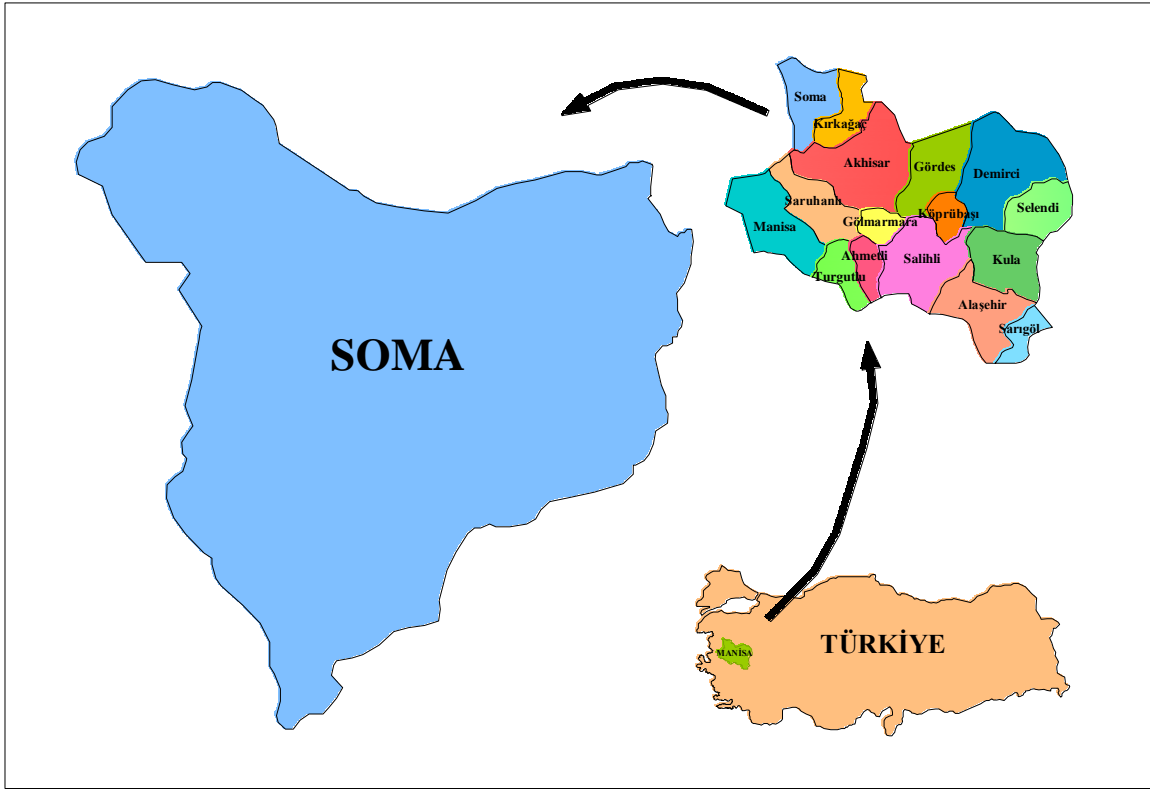 SOMA
Soma
Kırkağaç
Akhisar
Gördes
Demirci
Saruhanlı
Selendi
Manisa
Gölmarmara
Köprübaşı
Ahmetli
Salihli
Kula
Turgutlu
Alaşehir
Sarıgöl
TÜRKİYE
MANİSA